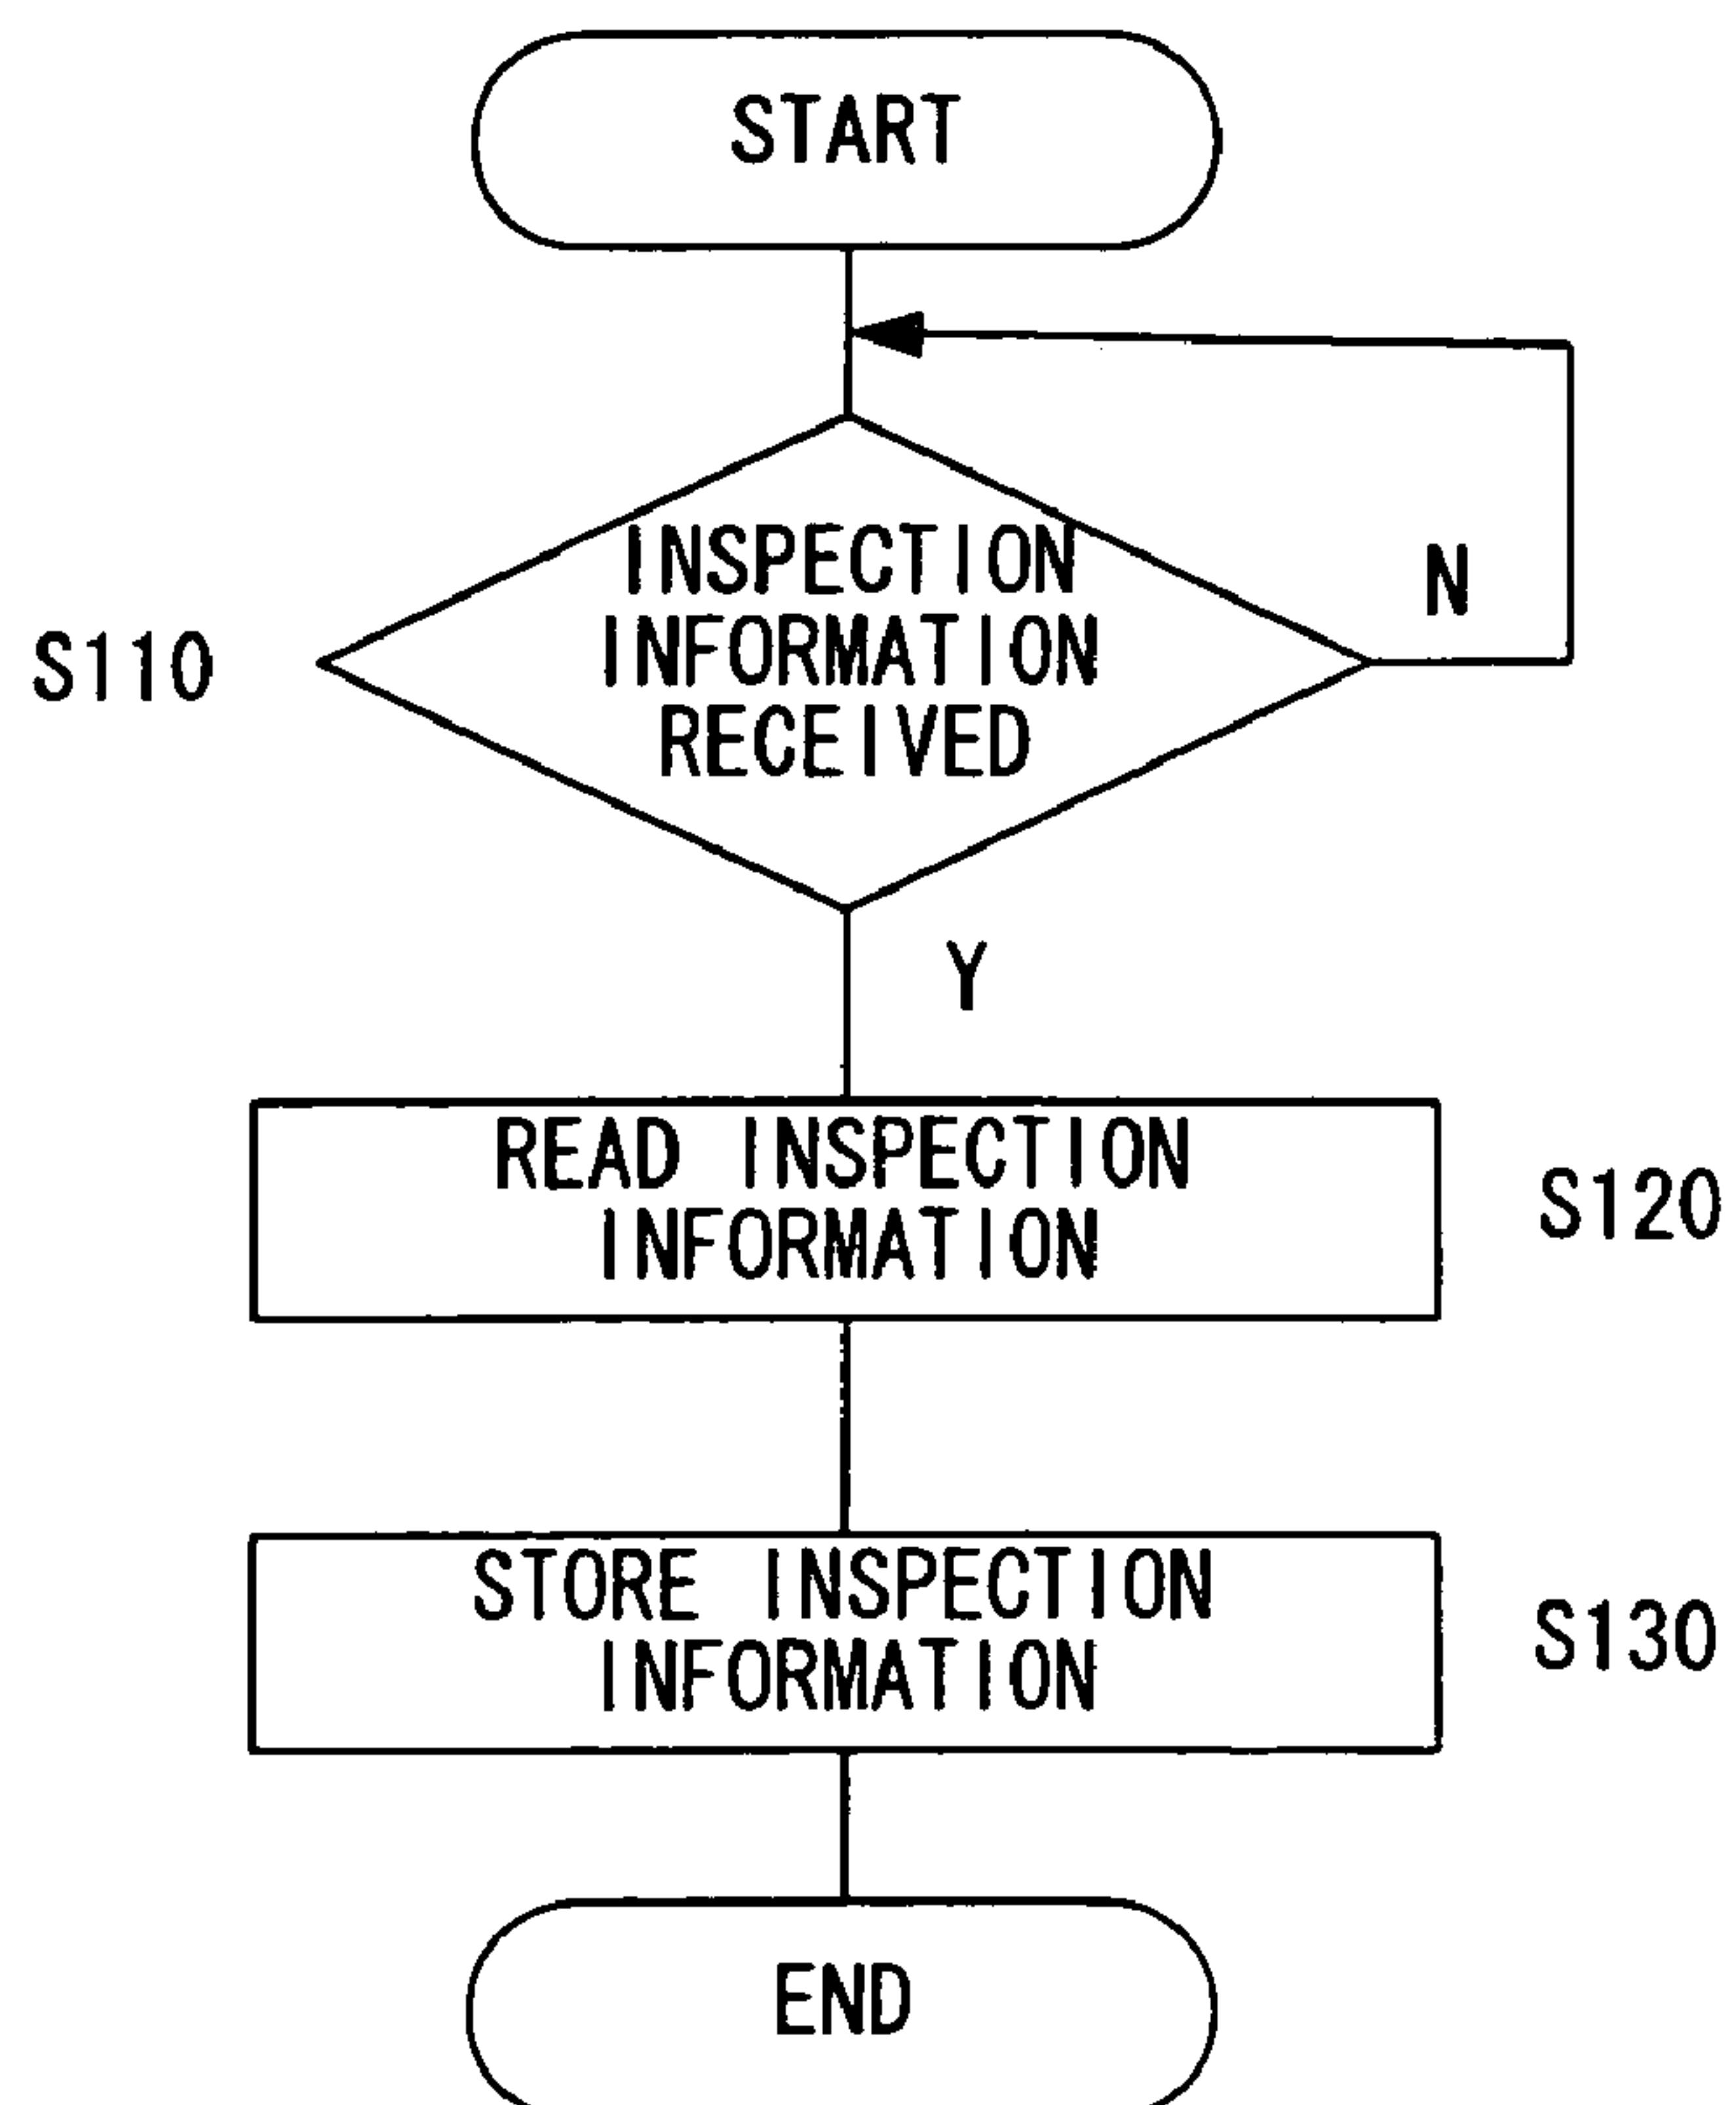 START
INSPECTION
INFORMATION
RECEIVED
N
S110
Y
READ INSPECTION
INFORMATION
S120
STORE INSPECTION
INFORMATION
S130
END